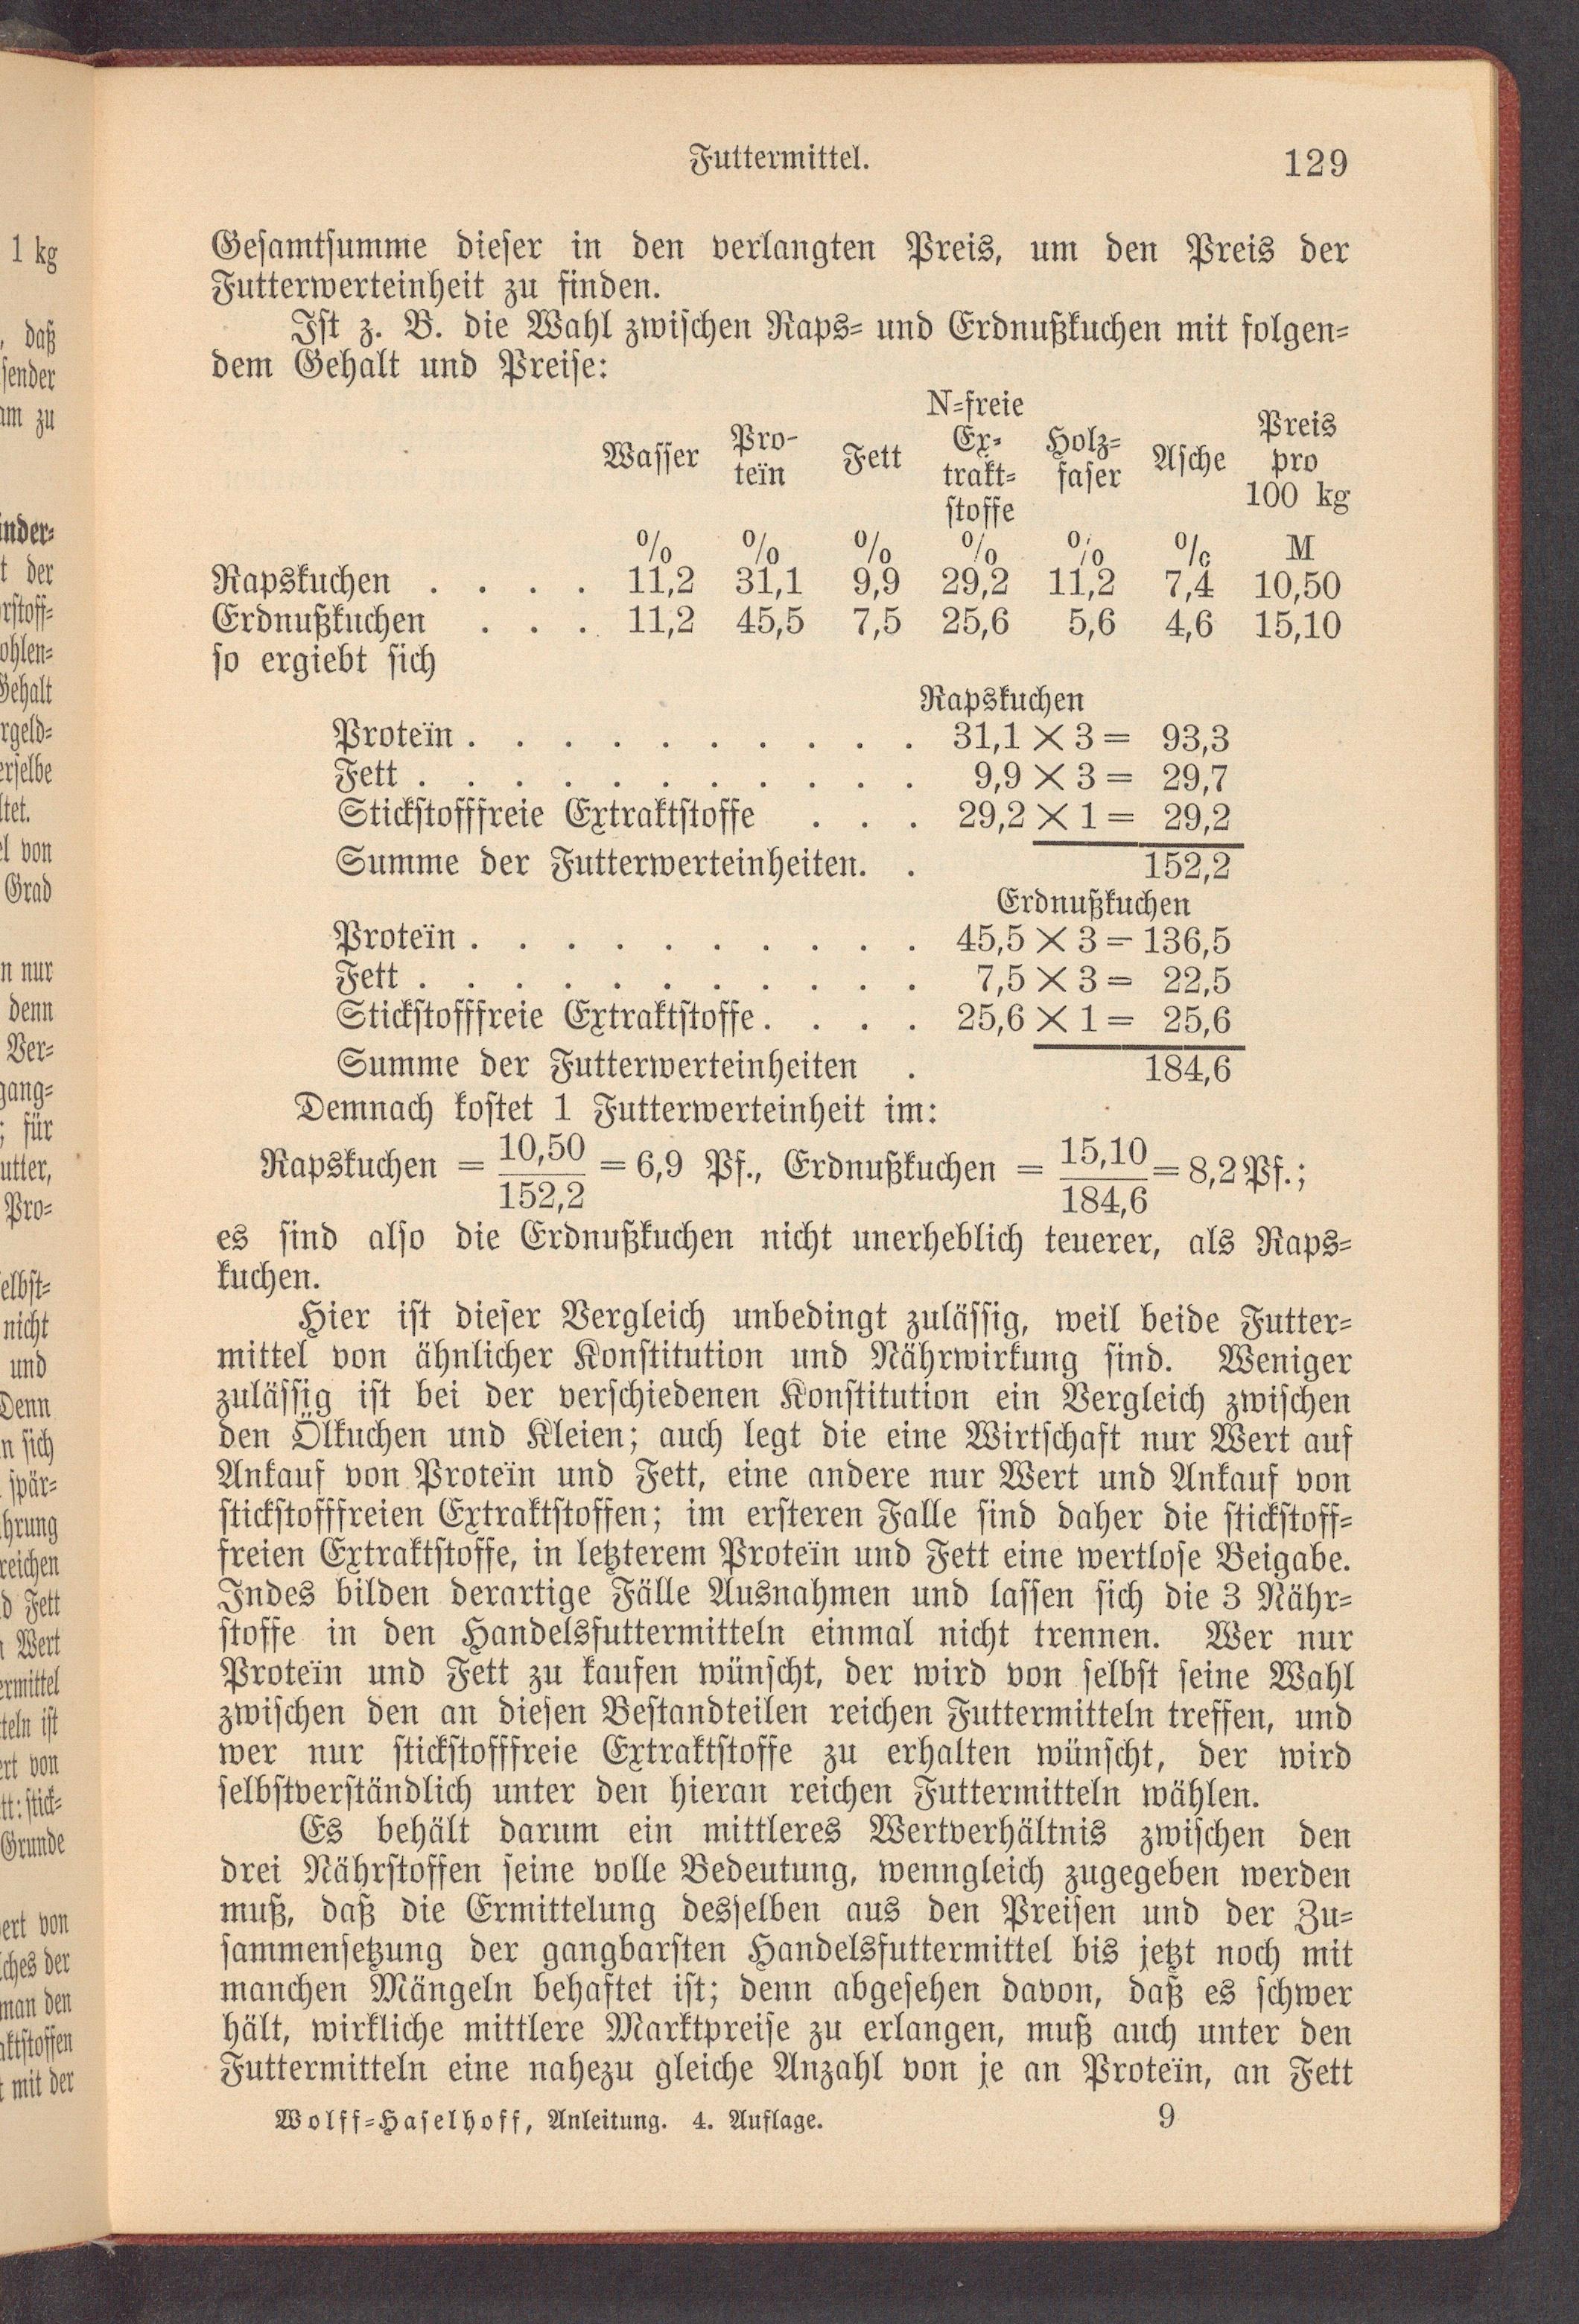 Futtermittel. 129
Gesamtsumme dieser in den verlangten Preis, um den Preis der
Futterwerteinheit zu finden.
Ist z. B. die Wahl zwischen Raps- und Erdnußkuchen mit folgen-
dem Gehalt und Preise:
Wasser Pro- Fett N-freie Holz- Asche Preis
teïn Ex- faser pro
trakt- 100 kg
stoffe
% % % % % % M
Rapskuchen . . . . 11,2 31,1 9,9 29,2 11,2 7,4 10,50
Erdnußkuchen . . . 11,2 45,5 7,5 25,6 5,6 4,6 15,10
so ergiebt sich
Rapskuchen
Proteïn . . . . . . . . . . 31,1 × 3 = 93,3
Fett . . . . . . . . . . . 9,9 × 3 = 29,7
Stickstofffreie Extraktstoffe . . . 29,2 × 1 = 29,2
Summe der Futterwerteinheiten. . 152,2
Erdnußkuchen
Proteïn . . . . . . . . . . 45,5 × 3 = 136,5
Fett . . . . . . . . . . . 7,5 × 3 = 22,5
Stickstofffreie Extraktstoffe . . . . 25,6 × 1 = 25,6
Summe der Futterwerteinheiten . 184,6
Demnach kostet 1 Futterwerteinheit im:
Rapskuchen = 10,50/152,2 = 6,9 Pf., Erdnußkuchen = 15,10/184,6 = 8,2 Pf.;
es sind also die Erdnußkuchen nicht unerheblich teuerer, als Raps-
kuchen.
Hier ist dieser Vergleich unbedingt zulässig, weil beide Futter-
mittel von ähnlicher Konstitution und Nährwirkung sind. Weniger
zulässig ist bei der verschiedenen Konstitution ein Vergleich zwischen
den Ölkuchen und Kleien; auch legt die eine Wirtschaft nur Wert auf
Ankauf von Proteïn und Fett, eine andere nur Wert und Ankauf von
stickstofffreien Extraktstoffen; im ersteren Falle sind daher die stickstoff-
freien Extraktstoffe, in letzterem Proteïn und Fett eine wertlose Beigabe.
Indes bilden derartige Fälle Ausnahmen und lassen sich die 3 Nähr-
stoffe in den Handelsfuttermitteln einmal nicht trennen. Wer nur
Proteïn und Fett zu kaufen wünscht, der wird von selbst seine Wahl
zwischen den an diesen Bestandteilen reichen Futtermitteln treffen, und
wer nur stickstofffreie Extraktstoffe zu erhalten wünscht, der wird
selbstverständlich unter den hieran reichen Futtermitteln wählen.
Es behält darum ein mittleres Wertverhältnis zwischen den
drei Nährstoffen seine volle Bedeutung, wenngleich zugegeben werden
muß, daß die Ermittelung desselben aus den Preisen und der Zu-
sammensetzung der gangbarsten Handelsfuttermittel bis jetzt noch mit
manchen Mängeln behaftet ist; denn abgesehen davon, daß es schwer
hält, wirkliche mittlere Marktpreise zu erlangen, muß auch unter den
Futtermitteln eine nahezu gleiche Anzahl von je an Proteïn, an Fett
Wolff-Haselhoff, Anleitung. 4. Auflage. 9